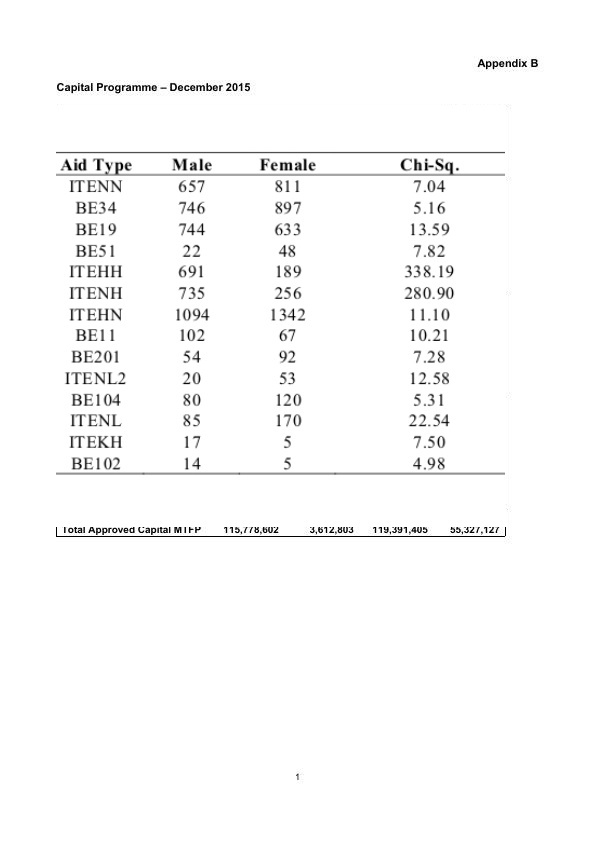 Appendix B
Capital Programme – December 2015
Aid Type Male Female Chi-Sq.
ITENN 657 811 7.04
BE34 746 897 5.16
BE19 744 633 13.59
BE51 22 48 7.82
ITEHH 691 189 338.19
ITENH 735 256 280.90
ITEHN 1094 1342 11.10
BE11 102 67 10.21
BE201 54 92 7.28
ITENL2 20 53 12.58
BE104 80 120 5.31
ITENL 85 170 22.54
ITEKH 17 5 7.50
BE102 14 5 4.98
Total Approved Capital MTFP 115,778,602 3,612,803 119,391,405 55,327,127
1